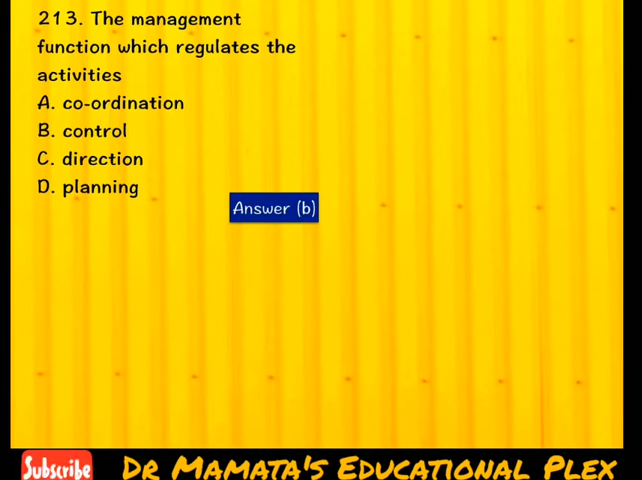 213. The management
function which regulates the
activities
A. co-ordination
B. control
C. direction
D. planning
Answer (b)
Subscribe
DR MAMATA'S EDUCATIONAL PLEX